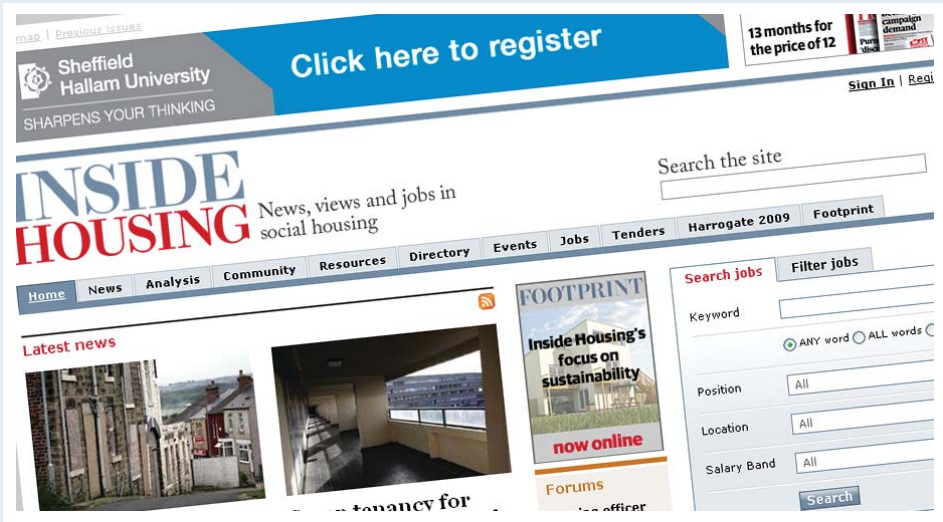 map | Previous issues
Sheffield
Hallam University
SHARPENS YOUR THINKING
Click here to register
13 months for
the price of 12
campaign
demand
Sign In |
INSIDE
HOUSING
News, views and jobs in
social housing
Search the site
Home News Analysis Community Resources Directory Events Jobs Tenders Harrogate 2009 Footprint
Latest news
FOOTPRINT
Inside Housing's
focus on
sustainability
now online
Forums
officer
tenancy for
Search jobs Filter jobs
Keyword
ANY word ALL words
Position All
Location All
Salary Band All
Search